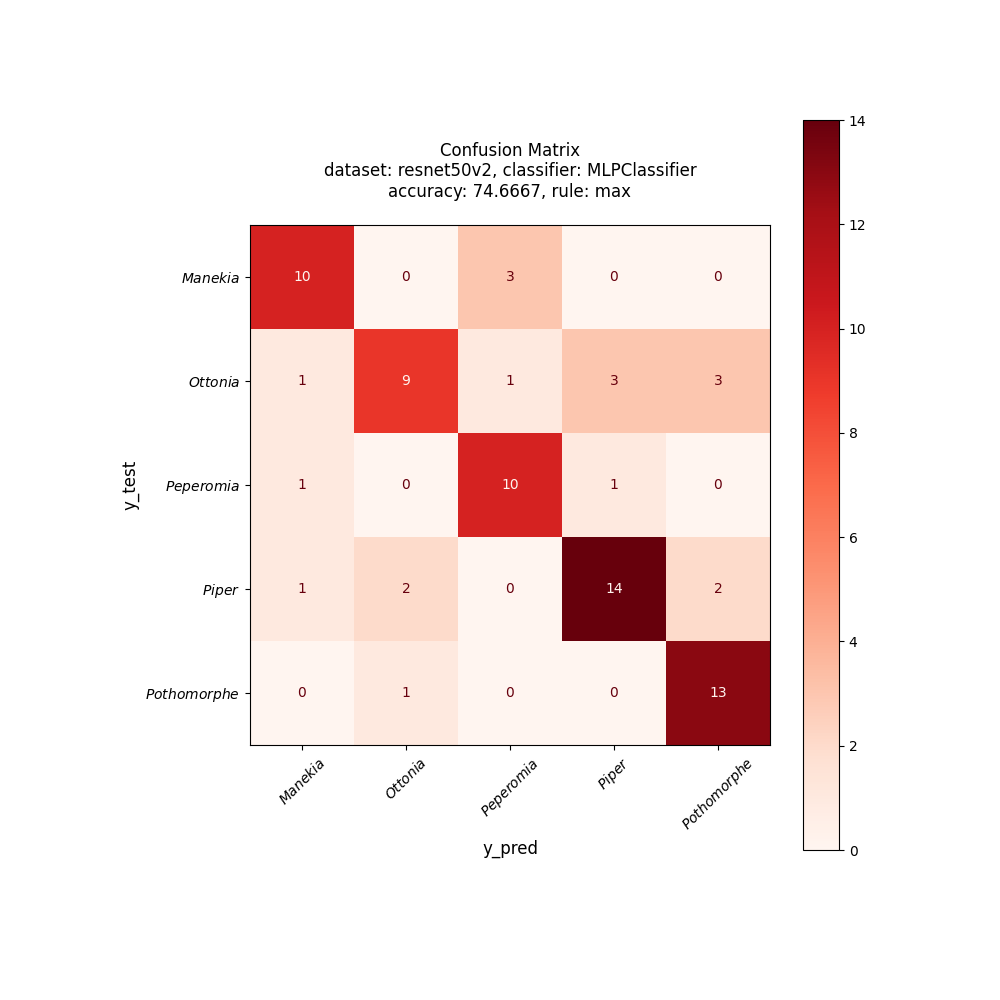 Confusion Matrix
dataset: resnet50v2, classifier: MLPClassifier
accuracy: 74.6667, rule: max
Manekia 10 0 3 0 0
Ottonia 1 9 1 3 3
Peperomia 1 0 10 1 0
Piper 1 2 0 14 2
Pothomorphe 0 1 0 0 13
Manekia Ottonia Peperomia Piper Pothomorphe
y_pred
y_test
14
12
10
8
6
4
2
0